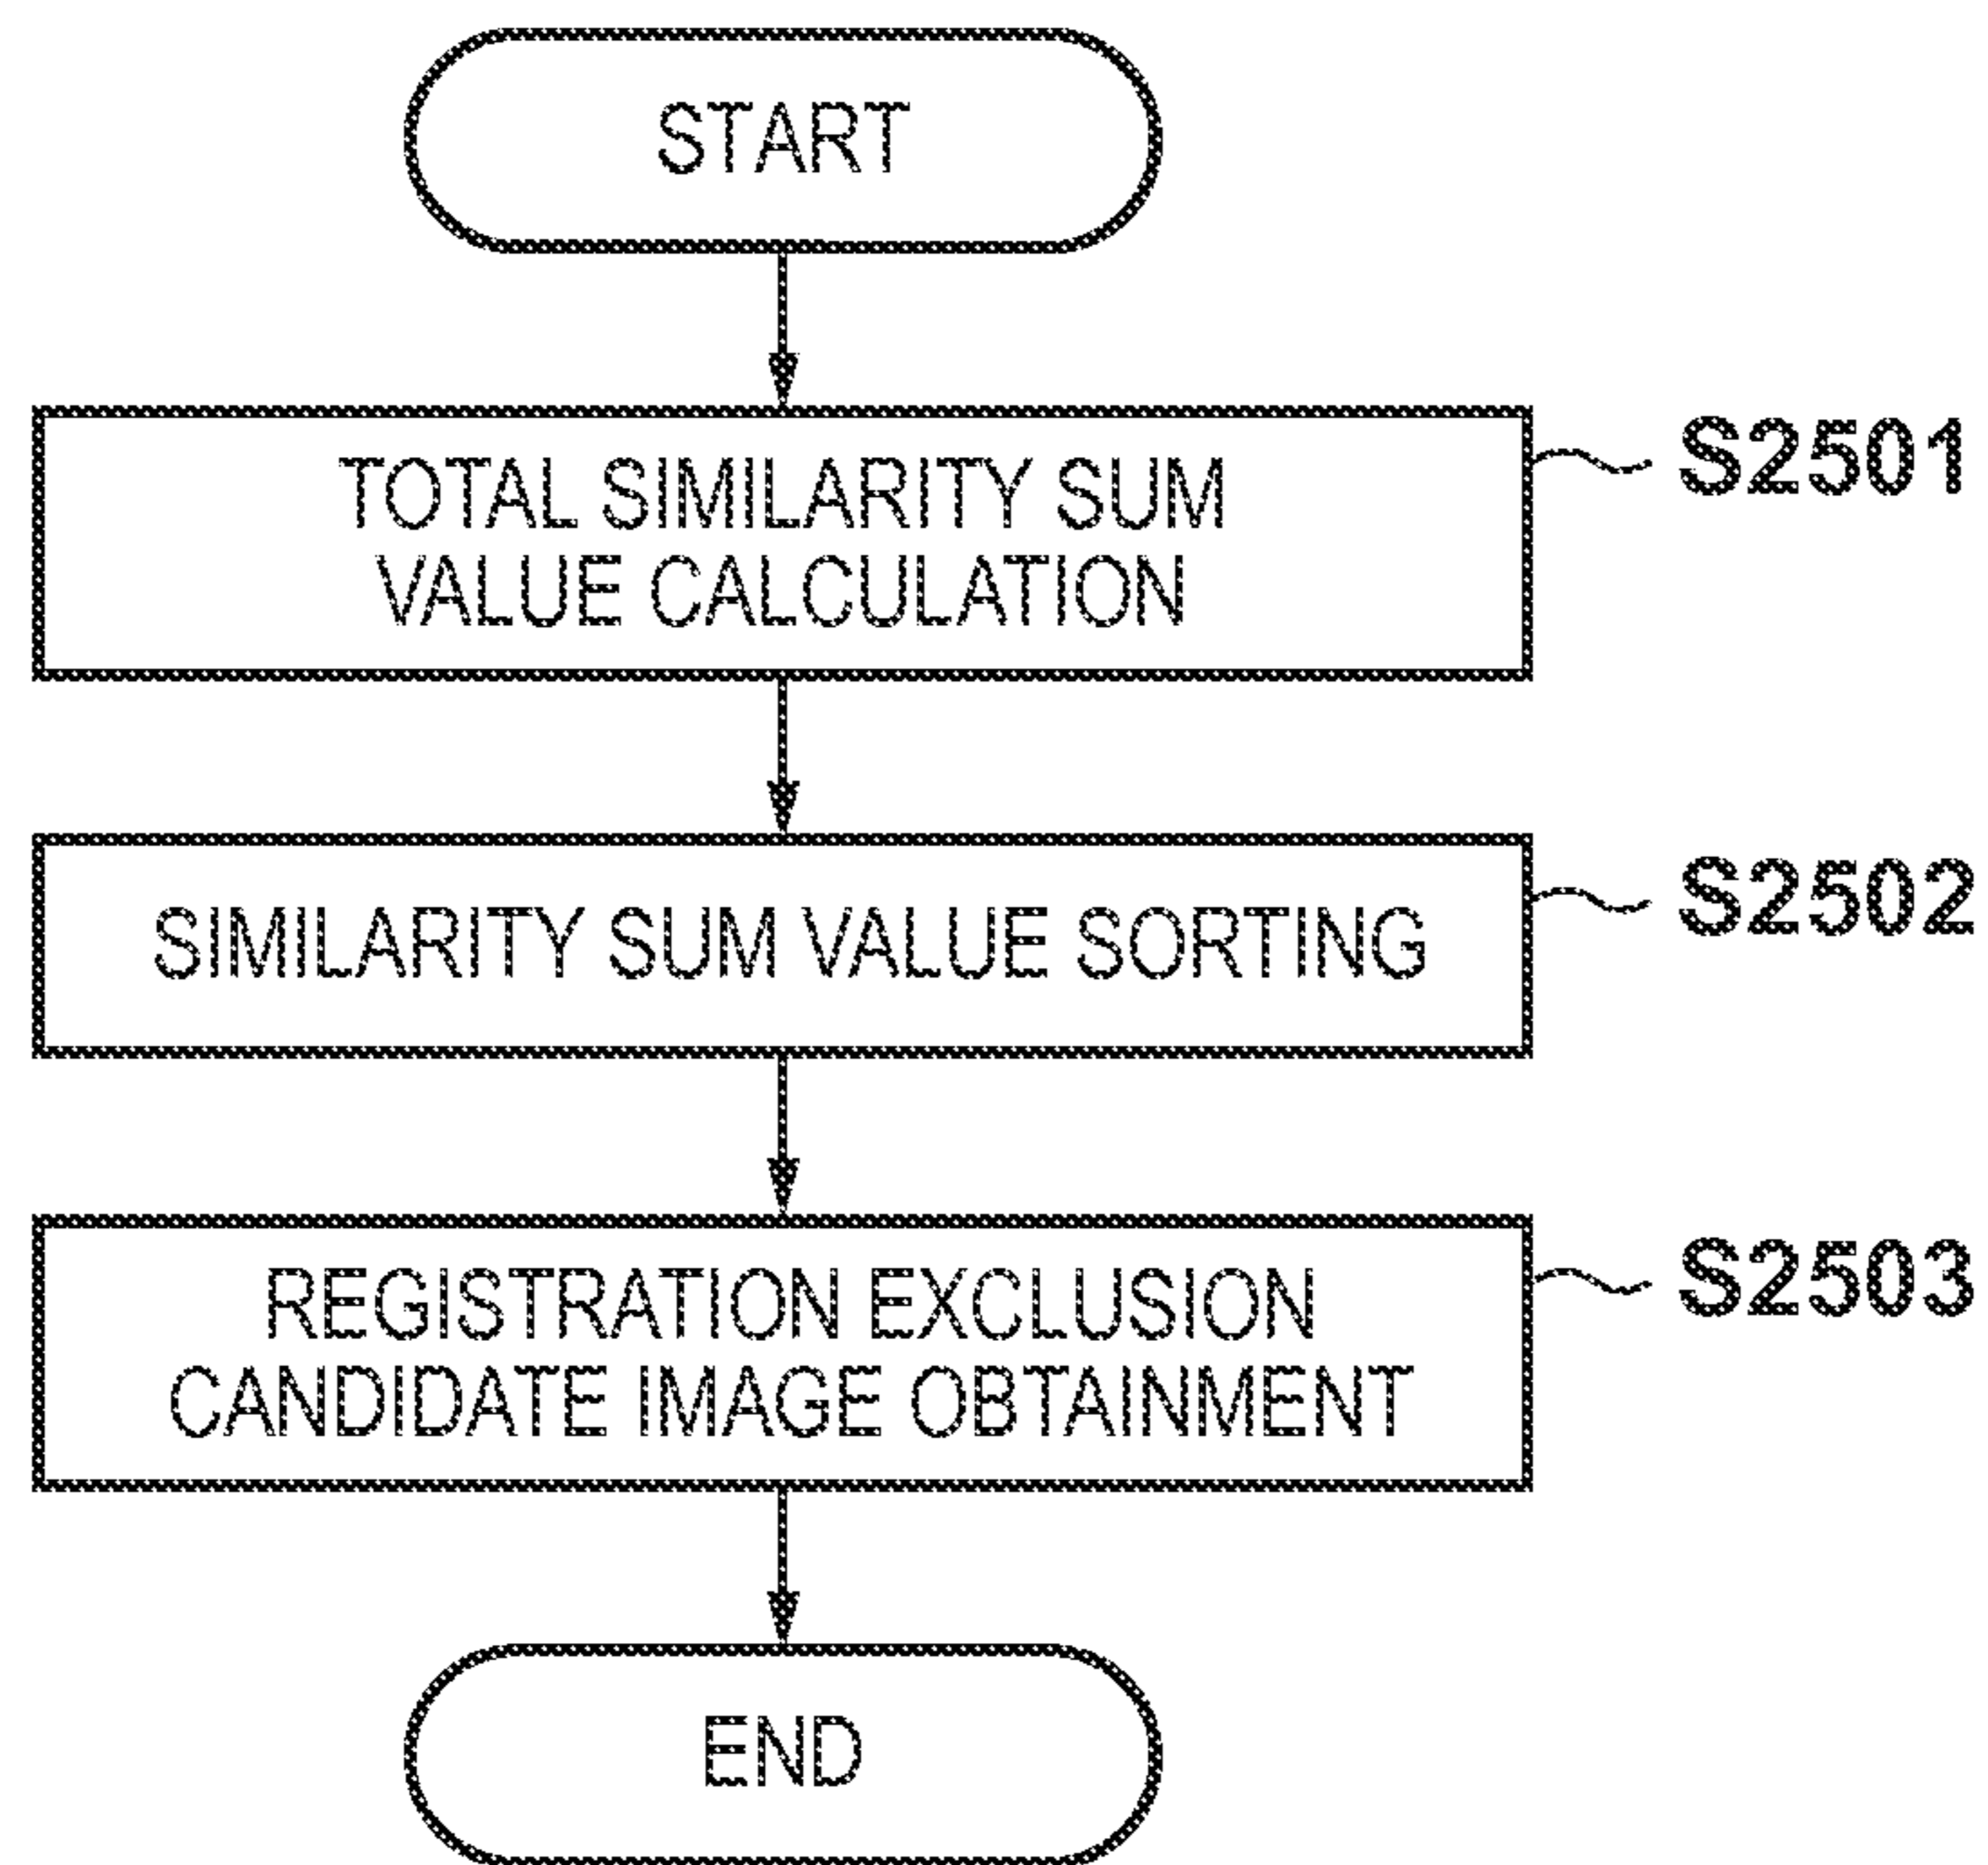 START
TOTAL SIMILARITY SUM
VALUE CALCULATION
S2501
SIMILARITY SUM VALUE SORTING
S2502
REGISTRATION EXCLUSION
CANDIDATE IMAGE OBTAINMENT
S2503
END